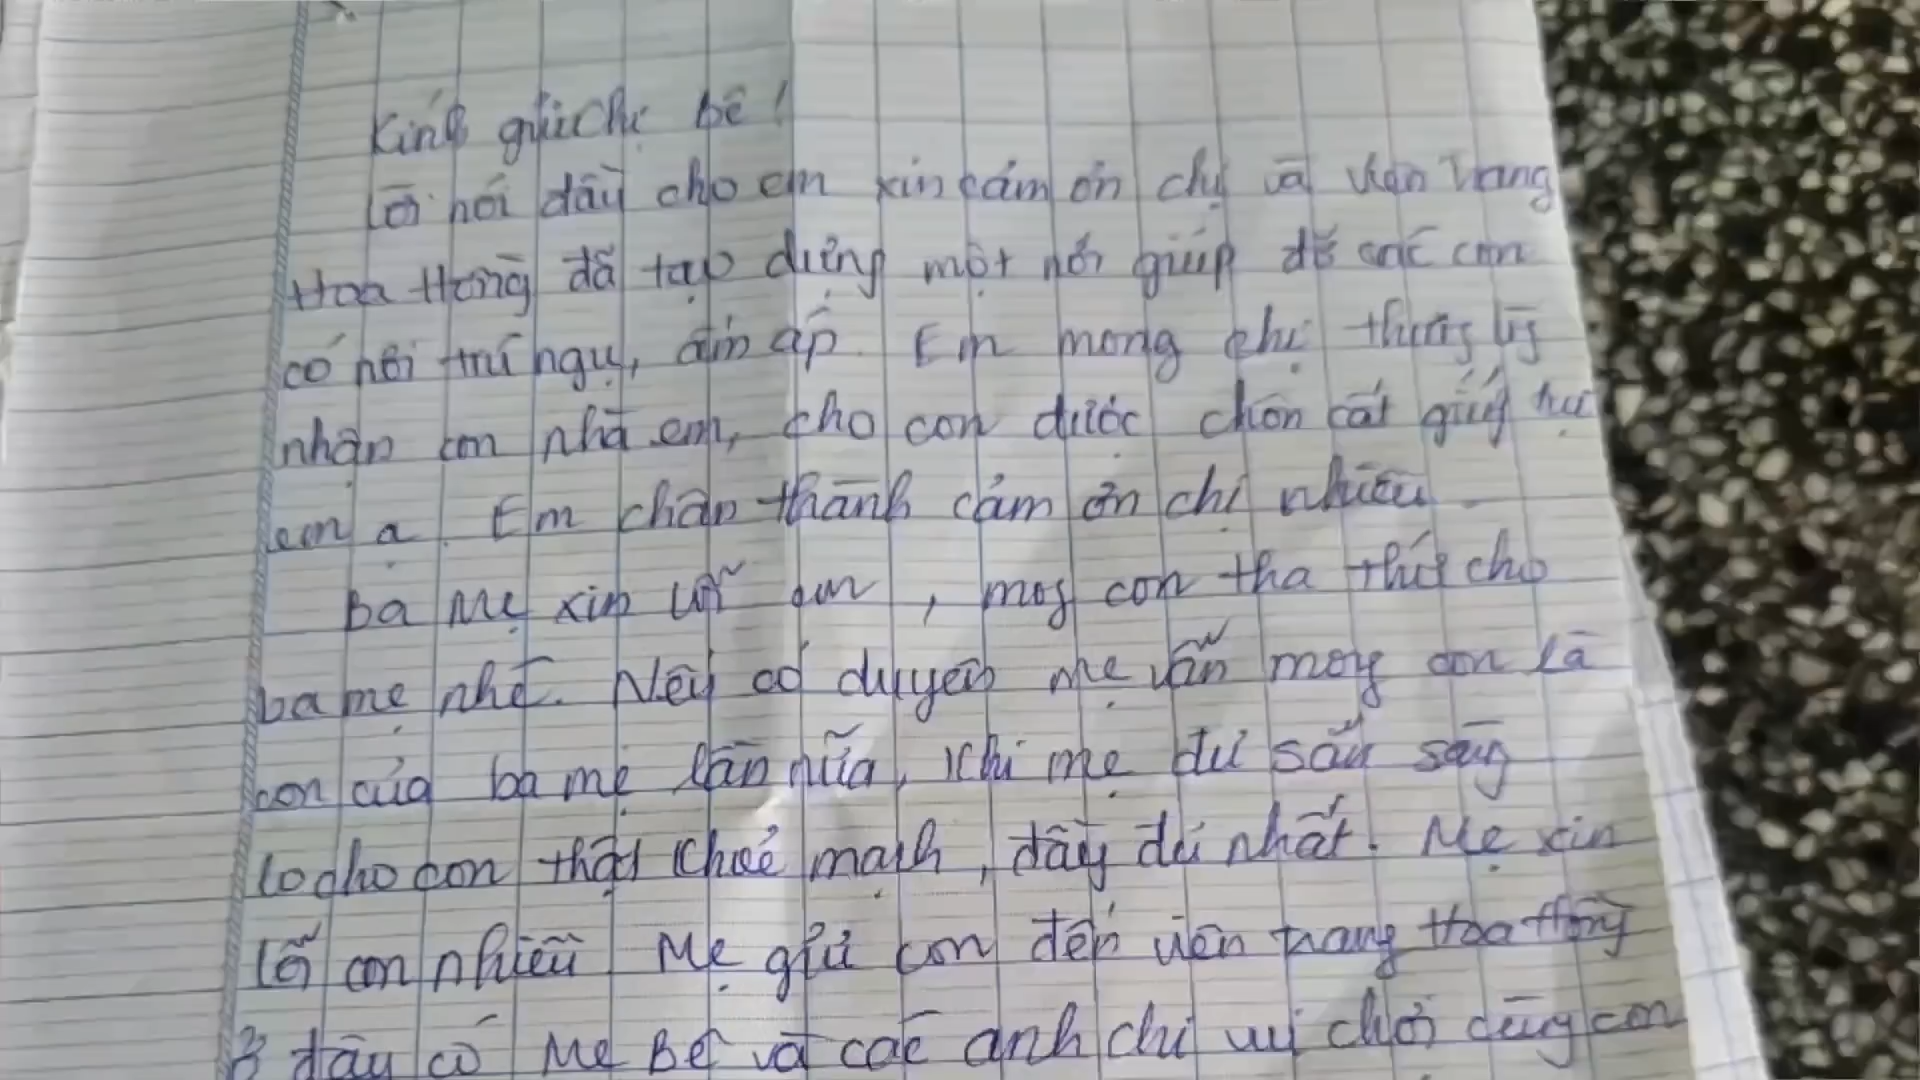 Kính gửi chị Bê!
Lời nói đầu cho em xin cảm ơn chị và vườn trang
Hoa Hồng đã tạo dựng một nơi giúp đỡ các con
có nơi trú ngụ, ấm áp. Em mong chị thương lấy
nhận con nhà em, cho con được chôn cất giúp
em ạ. Em chân thành cảm ơn chị nhiều
Ba Mẹ xin lỗi con, mong con tha thứ cho
ba mẹ nhé. Nếu có duyên mẹ vẫn mong con là
con của ba mẹ lần nữa, khi mẹ đủ sẵn sàng
lo cho con thật khoẻ mạnh, đầy đủ nhất. Mẹ xin
lỗi con nhiều. Mẹ gửi con đến trang Hoa Hồng
Ở đây có Mẹ Bê và các anh chị vui chơi cùng con